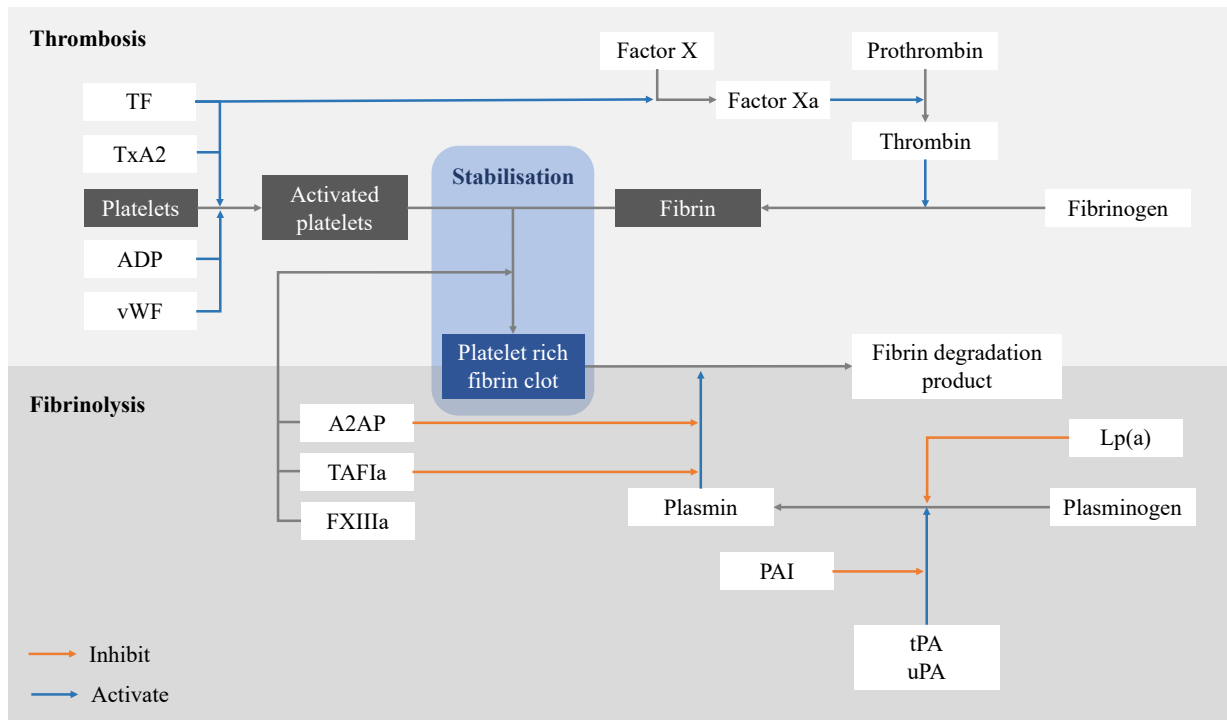 Thrombosis
Factor X
Prothrombin
TF
Factor Xa
TxA2
Thrombin
Stabilisation
Platelets
Activated
platelets
Fibrin
Fibrinogen
ADP
vWF
Platelet rich
fibrin clot
Fibrin degradation
product
Fibrinolysis
A2AP
Lp(a)
TAFIa
Plasmin
Plasminogen
FXIIIa
PAI
tPA
uPA
Inhibit
Activate